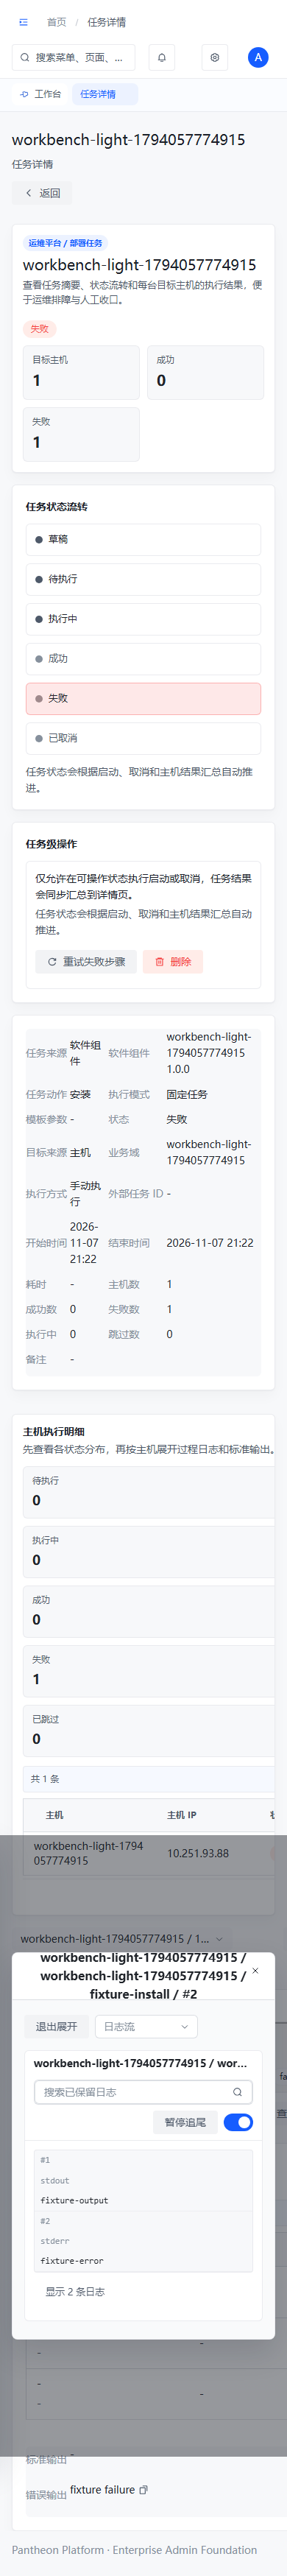 首页 / 任务详情
搜索菜单、页面、...
A
工作台
任务详情
workbench-light-1794057774915
任务详情
返回
运维平台 / 部署任务
workbench-light-1794057774915
查看任务摘要、状态流转和每台目标主机的执行结果，便
于运维排障与人工收口。
失败
目标主机
1
成功
0
失败
1
任务状态流转
草稿
待执行
执行中
成功
失败
已取消
任务状态会根据启动、取消和主机结果汇总自动推
进。
任务级操作
仅允许在可操作状态执行启动或取消，任务结果
会同步汇总到详情页。
任务状态会根据启动、取消和主机结果汇总自动
推进。
重试失败步骤
删除
任务来源 软件组
件
软件组件 workbench-light-
1794057774915
1.0.0
任务动作 安装 执行模式 固定任务
模板参数 - 状态 失败
目标来源 主机 业务域 workbench-light-
1794057774915
执行方式 手动执
行
外部任务 ID -
开始时间 2026-
11-07
21:22
结束时间 2026-11-07 21:22
耗时 - 主机数 1
成功数 0 失败数 1
执行中 0 跳过数 0
备注 -
主机执行明细
先查看各状态分布，再按主机展开过程日志和标准输出。
待执行
0
执行中
0
成功
0
失败
1
已跳过
0
共 1 条
主机 主机 IP
workbench-light-1794
057774915
10.251.93.88
workbench-light-1794057774915 / 1...
workbench-light-1794057774915 /
workbench-light-1794057774915 /
fixture-install / #2
退出展开
日志流
workbench-light-1794057774915 / wor...
搜索已保留日志
暂停追尾
#1
stdout
fixture-output
#2
stderr
fixture-error
显示 2 条日志
fa
查
-
-
-
-
-
标准输出 -
错误输出 fixture failure
Pantheon Platform · Enterprise Admin Foundation